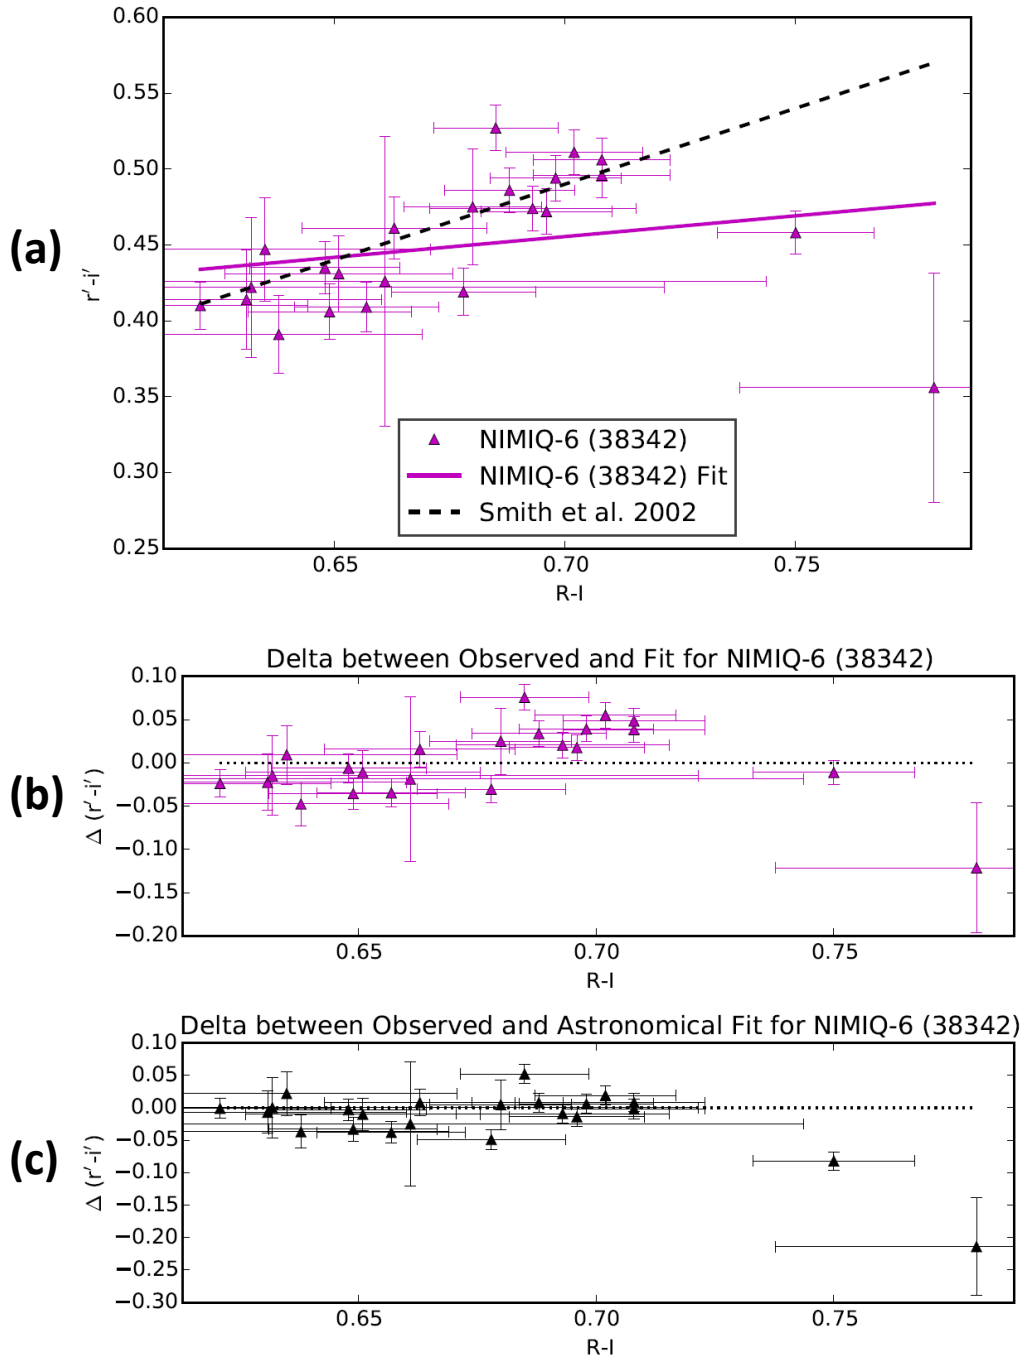 (a)
0.60
0.55
0.50
0.45
0.40
0.35
0.30
0.25
r′-i′
NIMIQ-6 (38342)
NIMIQ-6 (38342) Fit
Smith et al. 2002
0.65 0.70 0.75
R-I
(b)
Delta between Observed and Fit for NIMIQ-6 (38342)
0.10
0.05
0.00
−0.05
−0.10
−0.15
−0.20
Δ (r′-i′)
0.65 0.70 0.75
R-I
(c)
Delta between Observed and Astronomical Fit for NIMIQ-6 (38342)
0.10
0.05
0.00
−0.05
−0.10
−0.15
−0.20
−0.25
−0.30
Δ (r′-i′)
0.65 0.70 0.75
R-I